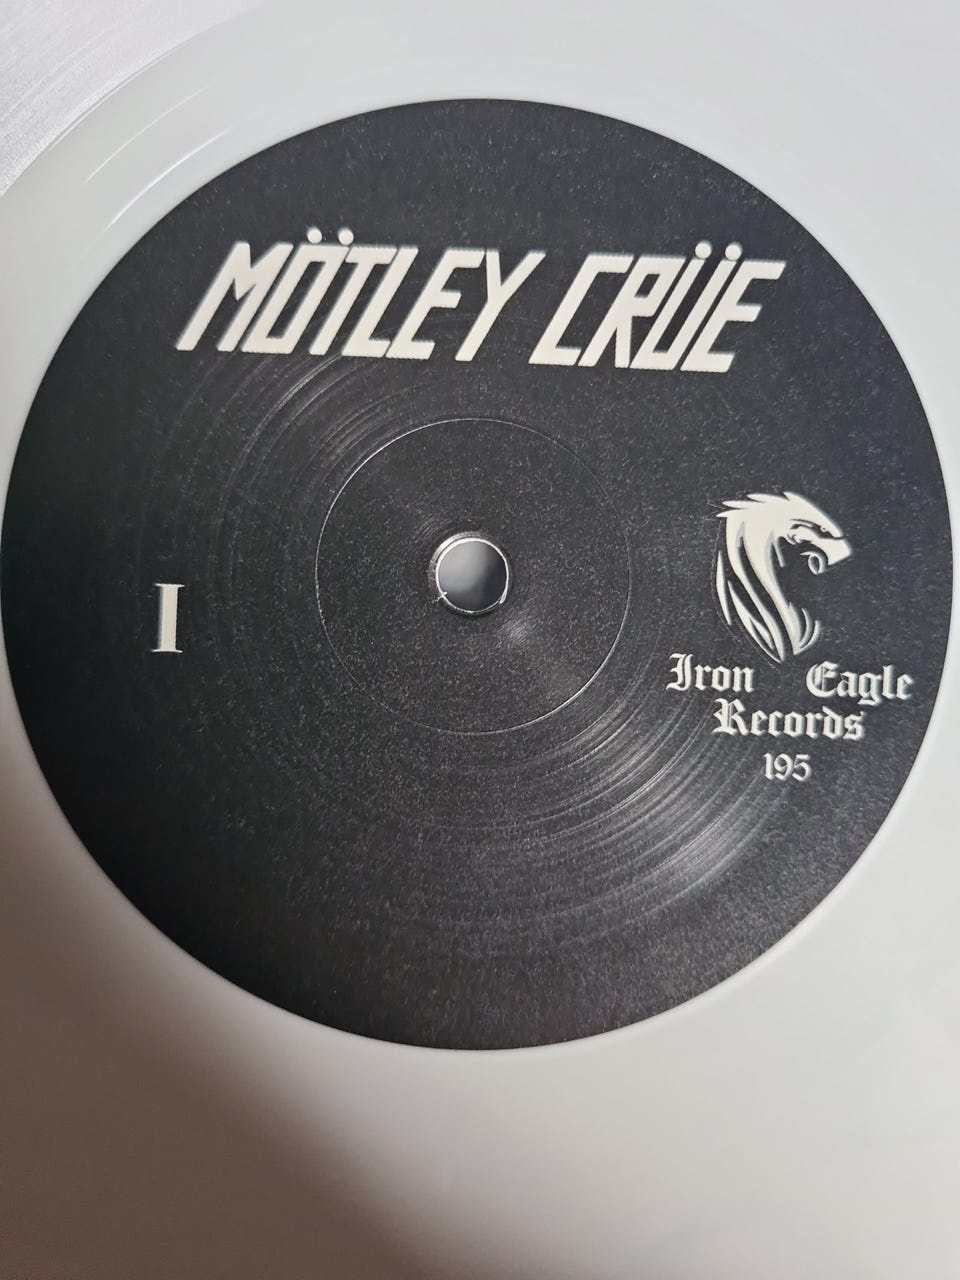 MÖTLEY CRÜE
I
Iron Eagle
Records
195